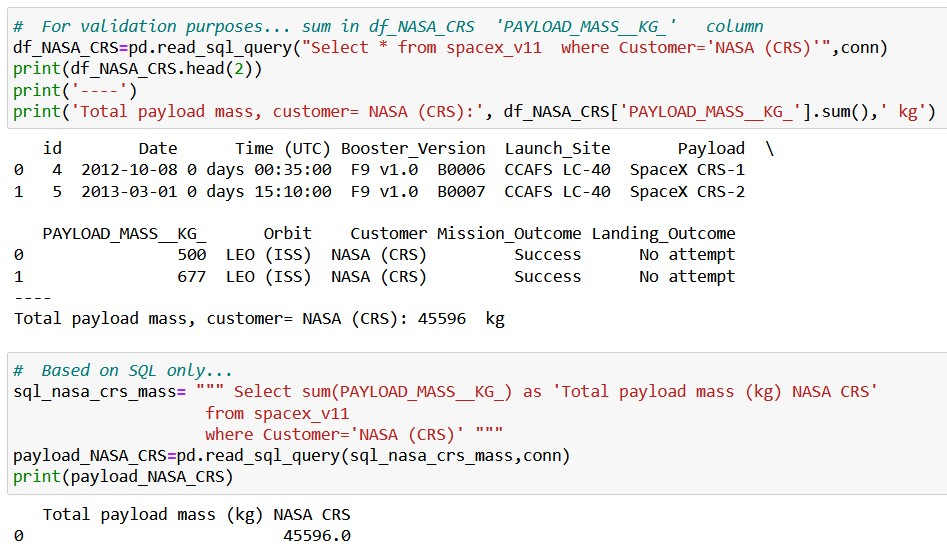 #  For validation purposes... sum in df_NASA_CRS  'PAYLOAD_MASS__KG_'   column
df_NASA_CRS=pd.read_sql_query("Select * from spacex_v11  where Customer='NASA (CRS)'",conn)
print(df_NASA_CRS.head(2))
print('----')
print('Total payload mass, customer= NASA (CRS):', df_NASA_CRS['PAYLOAD_MASS__KG_'].sum(),' kg')
   id       Date      Time (UTC) Booster_Version  Launch_Site       Payload  \
0   4  2012-10-08 0 days 00:35:00  F9 v1.0  B0006  CCAFS LC-40  SpaceX CRS-1
1   5  2013-03-01 0 days 15:10:00  F9 v1.0  B0007  CCAFS LC-40  SpaceX CRS-2
   PAYLOAD_MASS__KG_      Orbit    Customer Mission_Outcome Landing_Outcome
0                500  LEO (ISS)  NASA (CRS)         Success      No attempt
1                677  LEO (ISS)  NASA (CRS)         Success      No attempt
----
Total payload mass, customer= NASA (CRS): 45596  kg
#  Based on SQL only...
sql_nasa_crs_mass= """ Select sum(PAYLOAD_MASS__KG_) as 'Total payload mass (kg) NASA CRS'
from spacex_v11
where Customer='NASA (CRS)' """
payload_NASA_CRS=pd.read_sql_query(sql_nasa_crs_mass,conn)
print(payload_NASA_CRS)
   Total payload mass (kg) NASA CRS
0                           45596.0